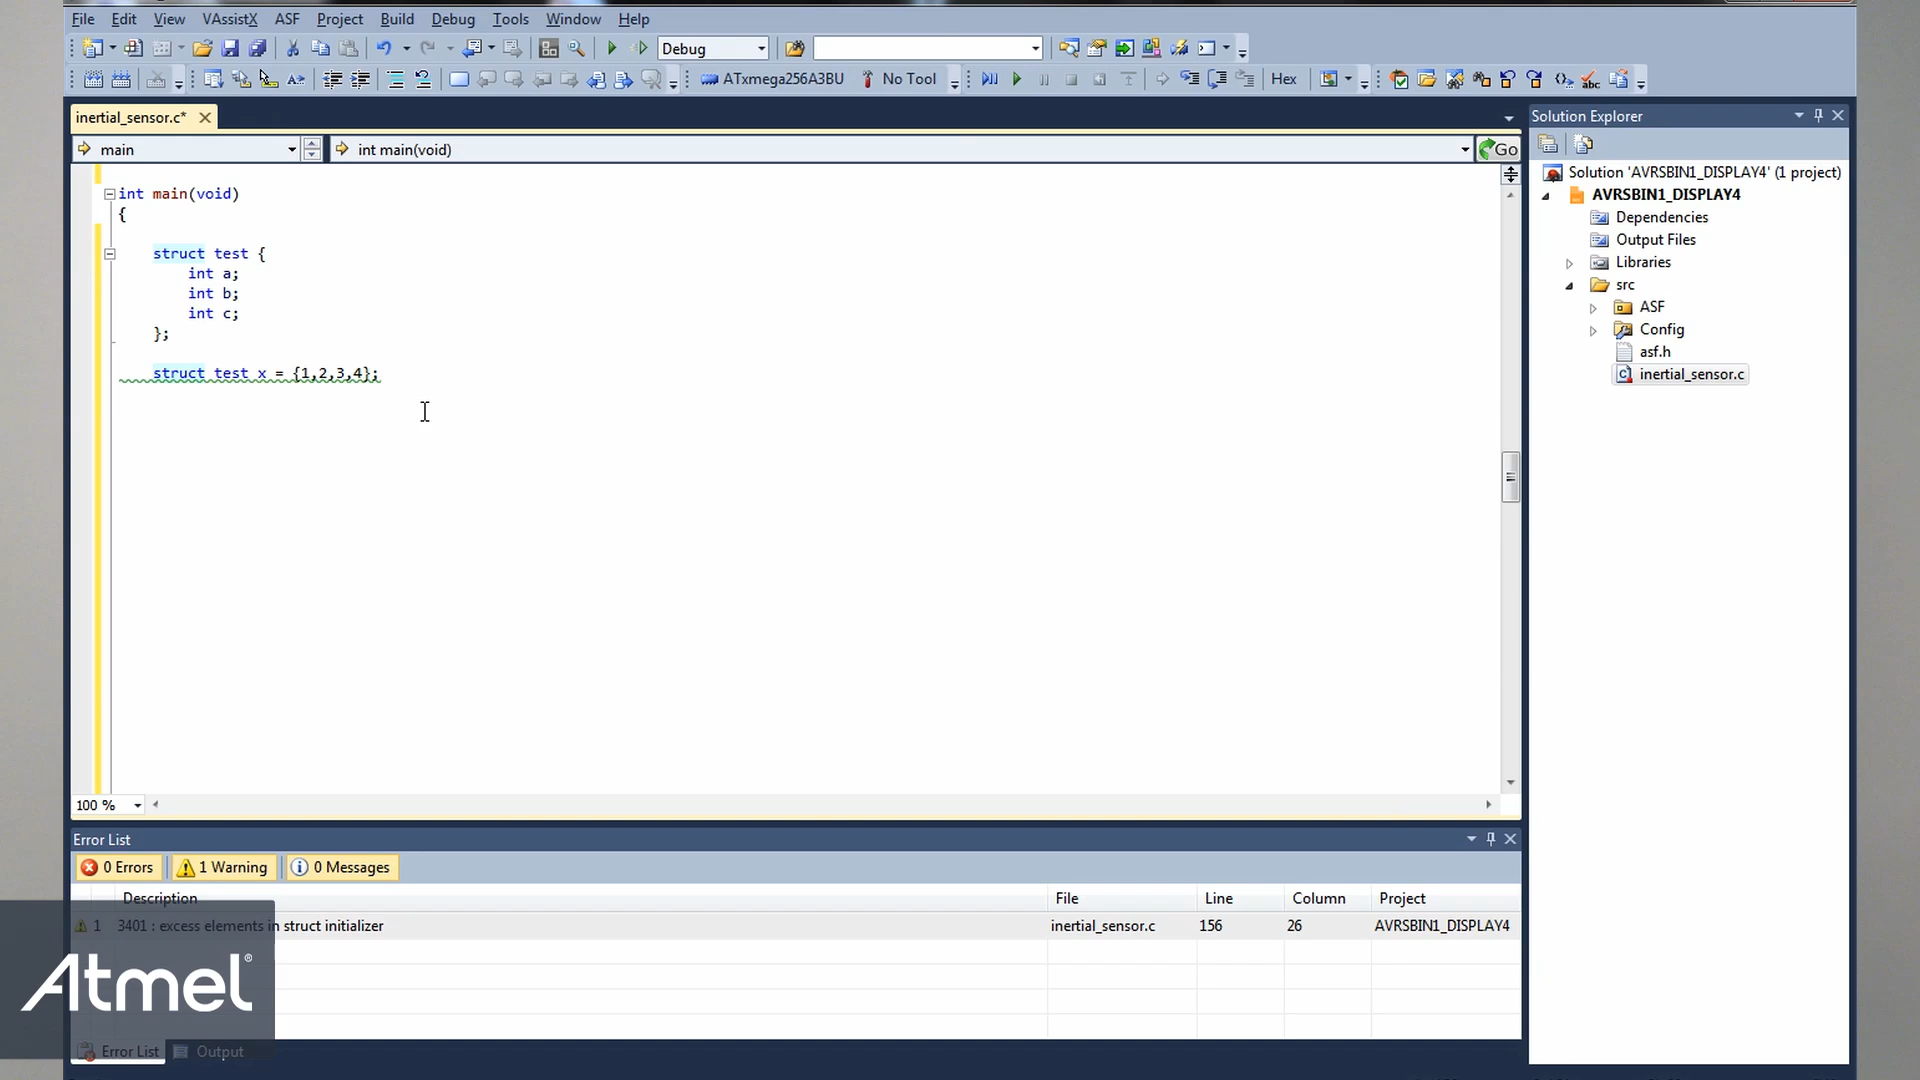 File Edit View VAssistX ASF Project Build Debug Tools Window Help
Debug
ATxmega256A3BU No Tool Hex
inertial_sensor.c*
main int main(void) Go
int main(void)
{
struct test {
int a;
int b;
int c;
};
struct test x = {1,2,3,4};
100 %
Solution Explorer
Solution 'AVRSBIN1_DISPLAY4' (1 project)
AVRSBIN1_DISPLAY4
Dependencies
Output Files
Libraries
src
ASF
Config
asf.h
inertial_sensor.c
Error List
0 Errors 1 Warning 0 Messages
Description File Line Column Project
1 3401 : excess elements in struct initializer inertial_sensor.c 156 26 AVRSBIN1_DISPLAY4
Atmel®
Error List Output